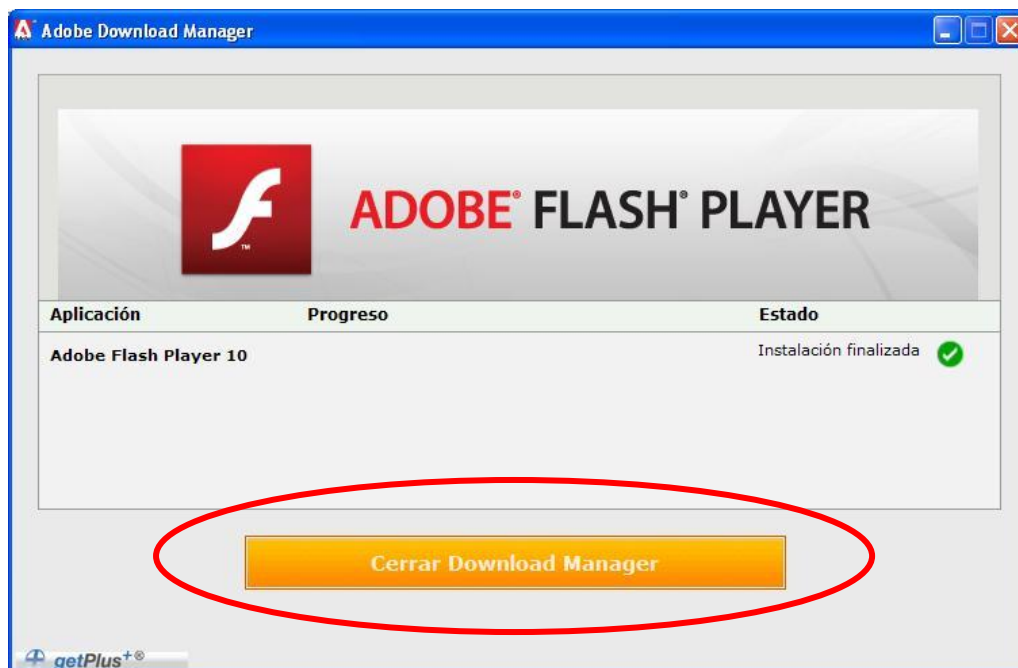 Adobe Download Manager
ADOBE® FLASH® PLAYER
™
Aplicación Progreso Estado
Adobe Flash Player 10 Instalación finalizada
Cerrar Download Manager
getPlus+®